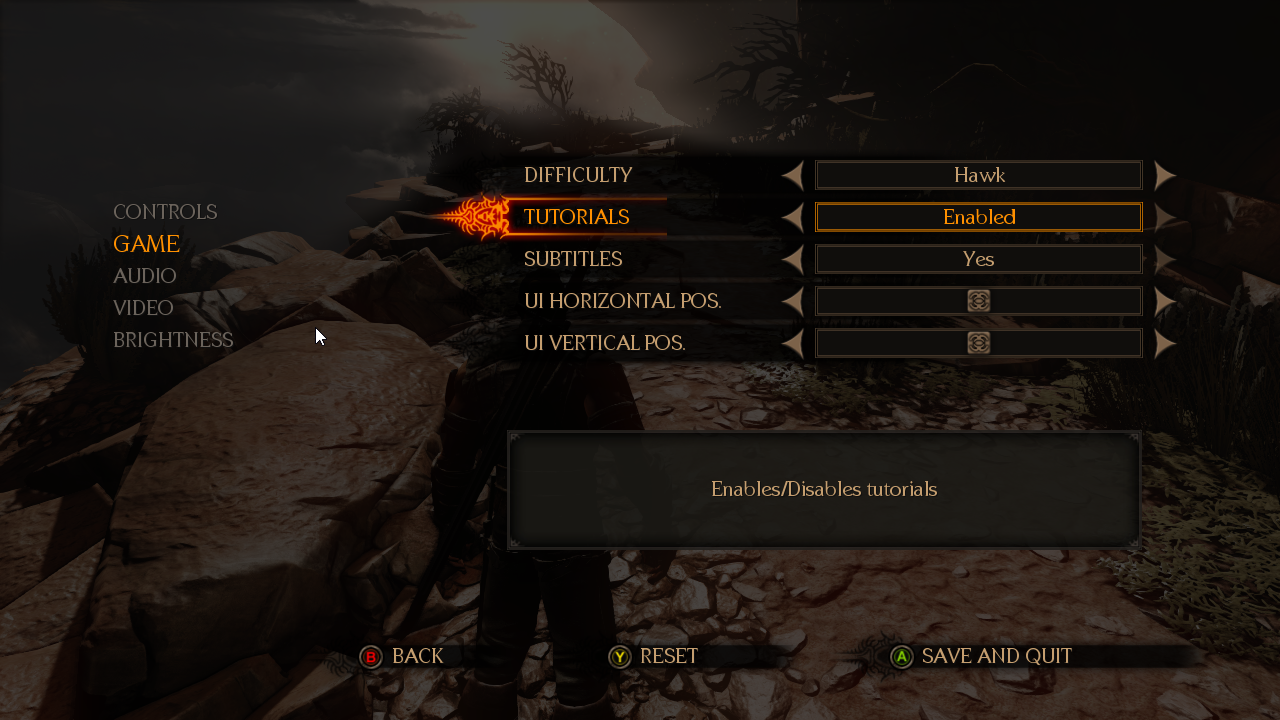 CONTROLS
GAME
AUDIO
VIDEO
BRIGHTNESS
DIFFICULTY Hawk
TUTORIALS Enabled
SUBTITLES Yes
UI HORIZONTAL POS.
UI VERTICAL POS.
Enables/Disables tutorials
B BACK Y RESET A SAVE AND QUIT